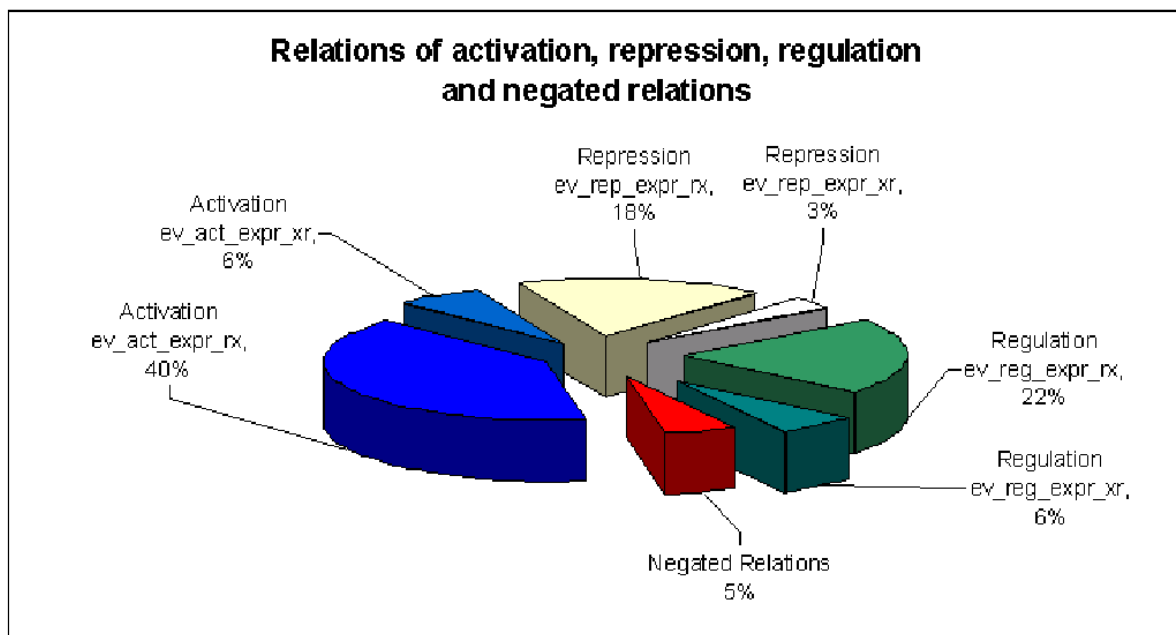 Relations of activation, repression, regulation
and negated relations
Repression
ev_rep_expr_rx,
18%
Repression
ev_rep_expr_xr,
3%
Activation
ev_act_expr_xr,
6%
Activation
ev_act_expr_rx,
40%
Regulation
ev_reg_expr_rx,
22%
Regulation
ev_reg_expr_xr,
6%
Negated Relations
5%